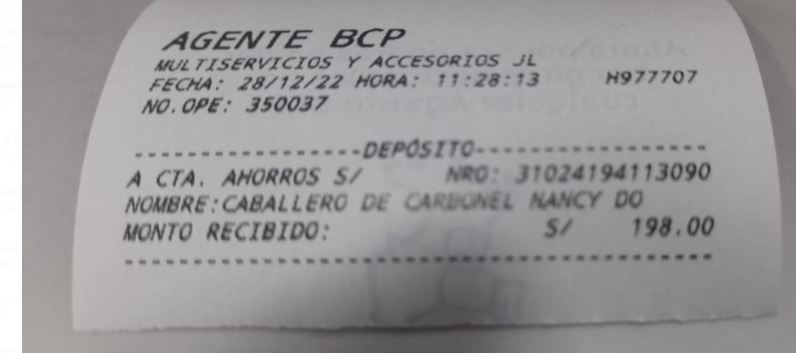 AGENTE BCP
MULTISERVICIOS Y ACCESORIOS JL
FECHA: 28/12/22 HORA: 11:28:13 H977707
NO.OPE: 350037
-----------------DEPÓSITO-----------------
A CTA. AHORROS S/ NRO: 31024194113090
NOMBRE:CABALLERO DE CARBONEL NANCY DO
MONTO RECIBIDO: S/ 198.00
------------------------------------------